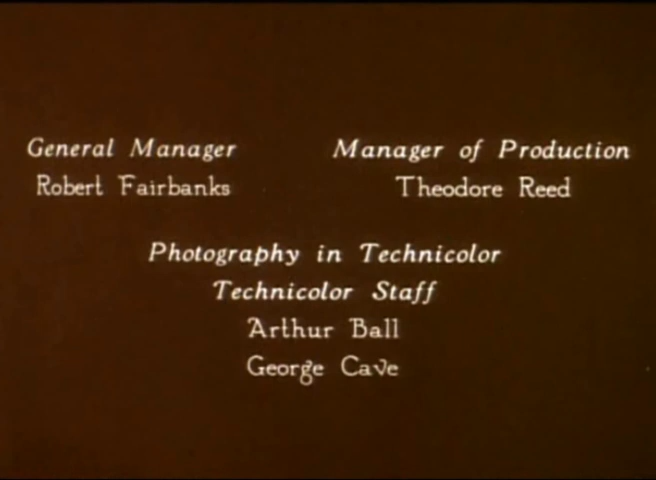 General Manager
Robert Fairbanks
Manager of Production
Theodore Reed
Photography in Technicolor
Technicolor Staff
Arthur Ball
George Cave